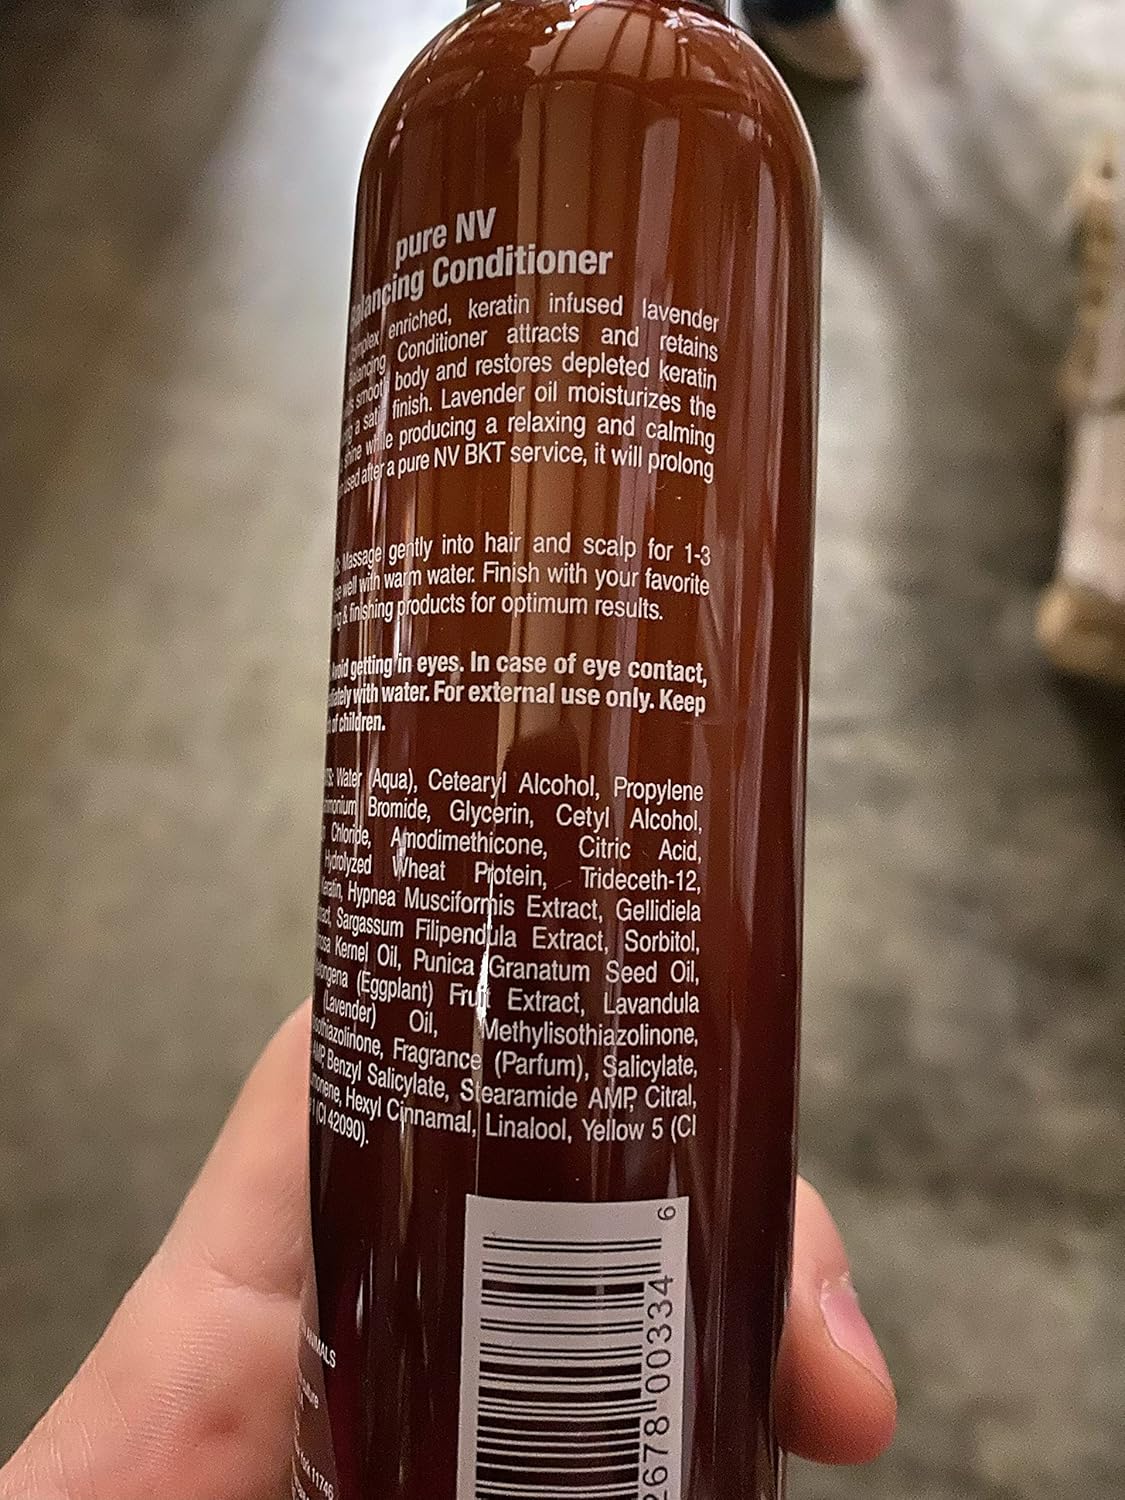 pure NV
Balancing Conditioner
complex enriched, keratin infused lavender
Balancing Conditioner attracts and retains
smooth body and restores depleted keratin
a satin finish. Lavender oil moisturizes the
shine while producing a relaxing and calming
used after a pure NV BKT service, it will prolong
Massage gently into hair and scalp for 1-3
well with warm water. Finish with your favorite
& finishing products for optimum results.
Avoid getting in eyes. In case of eye contact,
with water. For external use only. Keep
of children.
Water (Aqua), Cetearyl Alcohol, Propylene
Bromide, Glycerin, Cetyl Alcohol,
Chloride, Amodimethicone, Citric Acid,
Hydrolyzed Wheat Protein, Trideceth-12,
Keratin, Hypnea Musciformis Extract, Gellidiela
Sargassum Filipendula Extract, Sorbitol,
Kernel Oil, Punica Granatum Seed Oil,
(Eggplant) Fruit Extract, Lavandula
(Lavender) Oil, Methylisothiazolinone,
Fragrance (Parfum), Salicylate,
AMP, Benzyl Salicylate, Stearamide AMP, Citral,
Hexyl Cinnamal, Linalool, Yellow 5 (CI
1 (CI 42090).
ANIMALS
11746
2678 00334 6